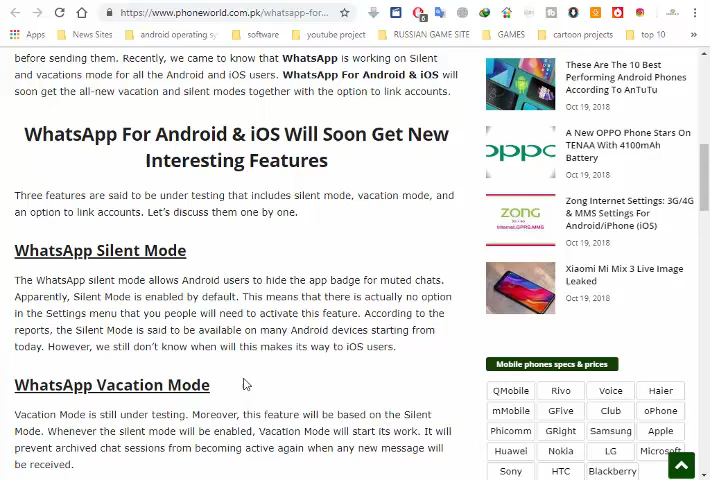 https://www.phoneworld.com.pk/whatsapp-for...
Apps
News Sites
android operating sy
software
youtube project
RUSSIAN GAME SITE
GAMES
cartoon projects
top 10
before sending them. Recently, we came to know that WhatsApp is working on Silent
and vacations mode for all the Android and iOS users. WhatsApp For Android & iOS will
soon get the all-new vacation and silent modes together with the option to link accounts.
WhatsApp For Android & iOS Will Soon Get New
Interesting Features
Three features are said to be under testing that includes silent mode, vacation mode, and
an option to link accounts. Let’s discuss them one by one.
WhatsApp Silent Mode
The WhatsApp silent mode allows Android users to hide the app badge for muted chats.
Apparently, Silent Mode is enabled by default. This means that there is actually no option
in the Settings menu that you people will need to activate this feature. According to the
reports, the Silent Mode is said to be available on many Android devices starting from
today. However, we still don’t know when will this makes its way to iOS users.
WhatsApp Vacation Mode
Vacation Mode is still under testing. Moreover, this feature will be based on the Silent
Mode. Whenever the silent mode will be enabled, Vacation Mode will start its work. It will
prevent archived chat sessions from becoming active again when any new message will
be received.
These Are The 10 Best
Performing Android Phones
According To AnTuTu
Oct 19, 2018
oppo
A New OPPO Phone Stars On
TENAA With 4100mAh
Battery
Oct 19, 2018
ZONG
Zong Internet Settings: 3G/4G
& MMS Settings For
Android/iPhone (iOS)
Oct 19, 2018
Xiaomi Mi Mix 3 Live Image
Leaked
Oct 19, 2018
Mobile phones specs & prices
QMobile Rivo Voice Haier
mMobile GFive Club oPhone
Phicomm GRight Samsung Apple
Huawei Nokia LG Microsoft
Sony HTC Blackberry